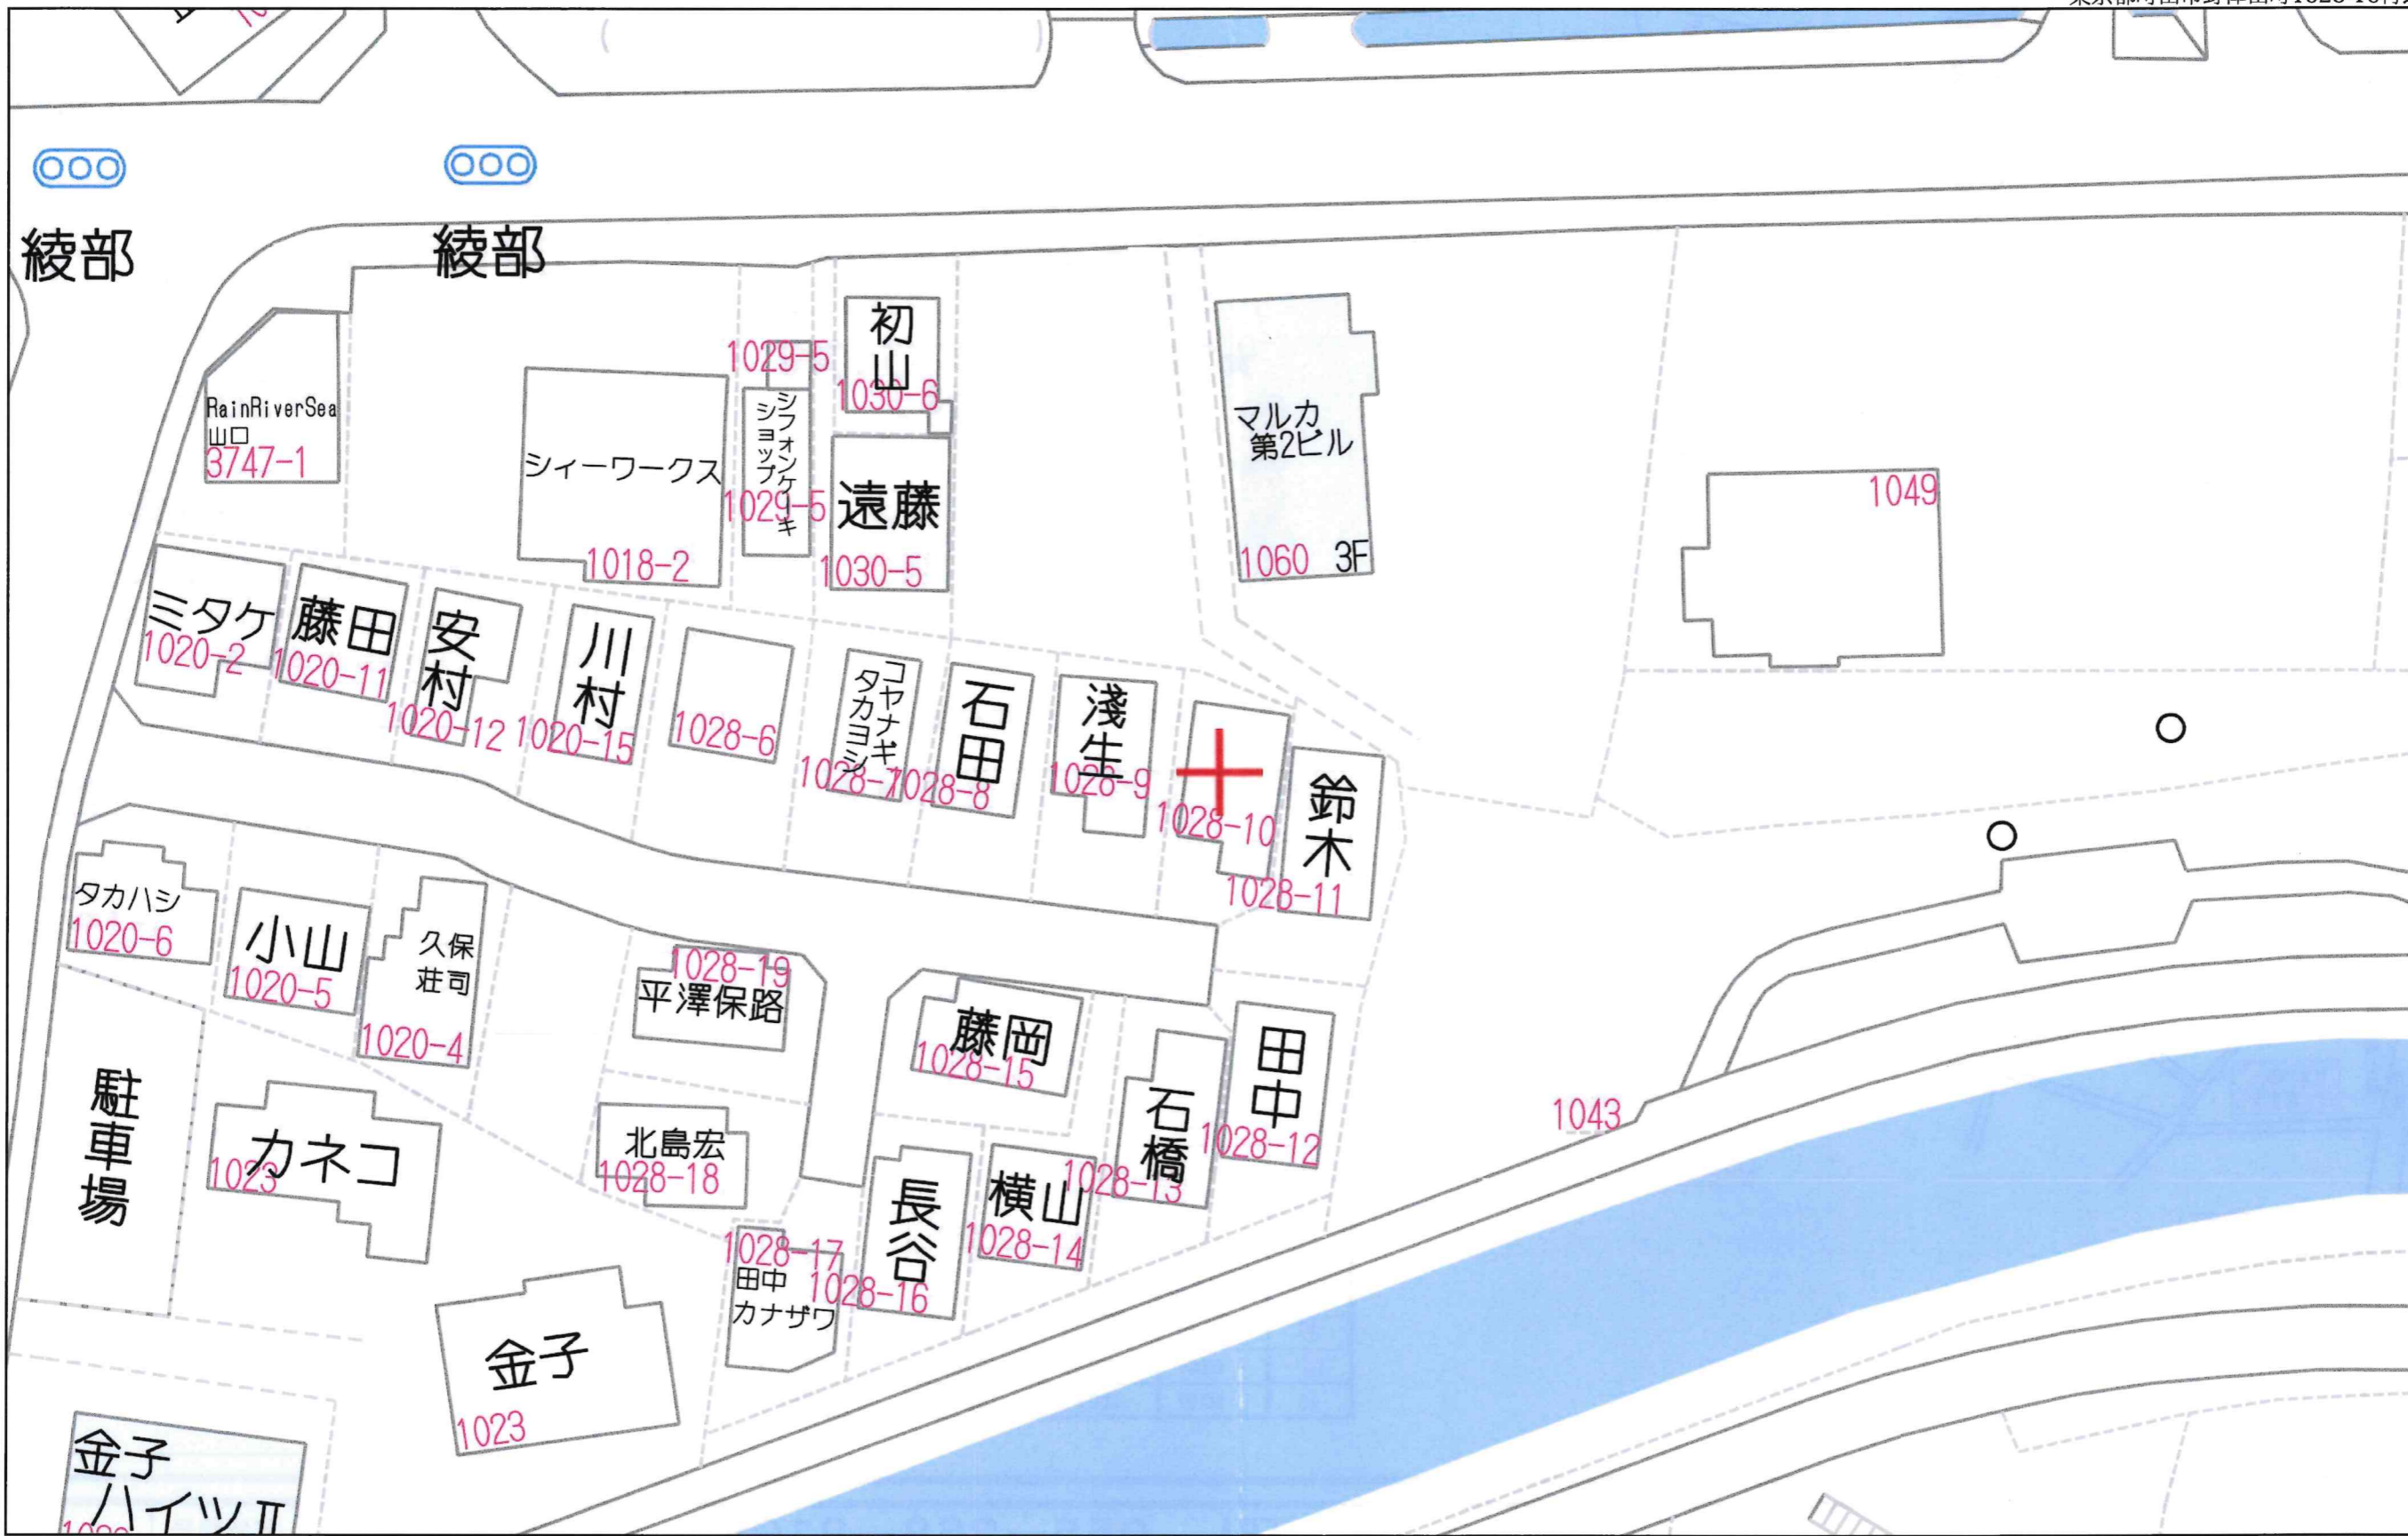 綾部
綾部
初
山
1030-6
1029-5
RainRiverSea
山口
3747-1
シィーワークス
1018-2
シフォンケーキ
ショップ
1029-5
遠藤
1030-5
マルカ
第2ビル
1060 3F
1049
ミタケ
1020-2
藤田
1020-11
安村
1020-12
川村
1020-15
1028-6
コヤナギ
タカヨシ
1028-7
石田
1028-8
淺生
1028-9
1028-10
鈴木
1028-11
タカハシ
1020-6
小山
1020-5
久保
荘司
1020-4
1028-19
平澤保路
藤岡
1028-15
田中
1028-12
石橋
1028-13
1043
駐車場
カネコ
1023
北島宏
1028-18
横山
1028-14
長谷
1028-16
1028-17
田中
カナザワ
金子
1023
金子
ハイツⅡ